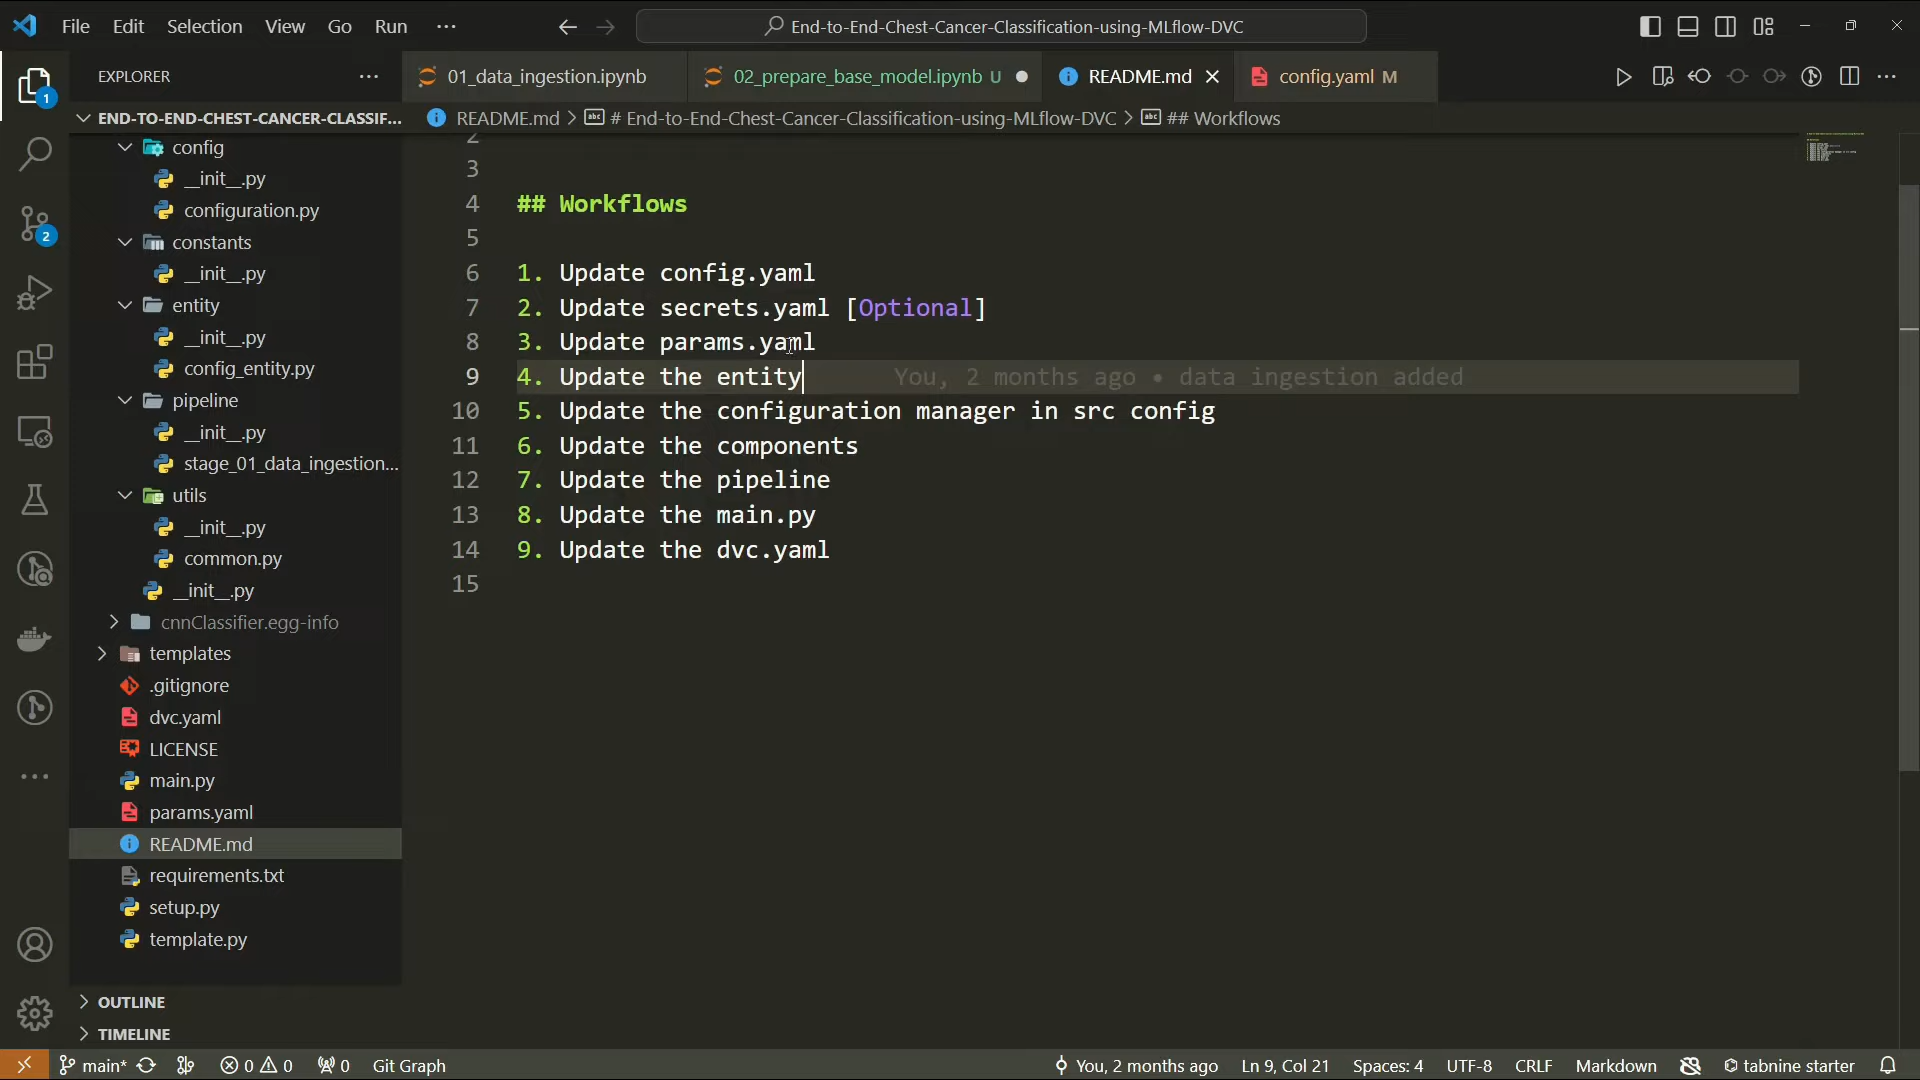 File Edit Selection View Go Run ··· End-to-End-Chest-Cancer-Classification-using-MLflow-DVC
EXPLORER ···
END-TO-END-CHEST-CANCER-CLASSIF...
config
__init__.py
configuration.py
constants
__init__.py
entity
__init__.py
config_entity.py
pipeline
__init__.py
stage_01_data_ingestion...
utils
__init__.py
common.py
__init__.py
cnnClassifier.egg-info
templates
.gitignore
dvc.yaml
LICENSE
main.py
params.yaml
README.md
requirements.txt
setup.py
template.py
OUTLINE
TIMELINE
1
2
01_data_ingestion.ipynb 02_prepare_base_model.ipynb U README.md config.yaml M
README.md > # End-to-End-Chest-Cancer-Classification-using-MLflow-DVC > ## Workflows
2
3
4 ## Workflows
5
6 1. Update config.yaml
7 2. Update secrets.yaml [Optional]
8 3. Update params.yaml
9 4. Update the entity You, 2 months ago • data ingestion added
10 5. Update the configuration manager in src config
11 6. Update the components
12 7. Update the pipeline
13 8. Update the main.py
14 9. Update the dvc.yaml
15
main* 0 0 0 Git Graph You, 2 months ago Ln 9, Col 21 Spaces: 4 UTF-8 CRLF Markdown tabnine starter